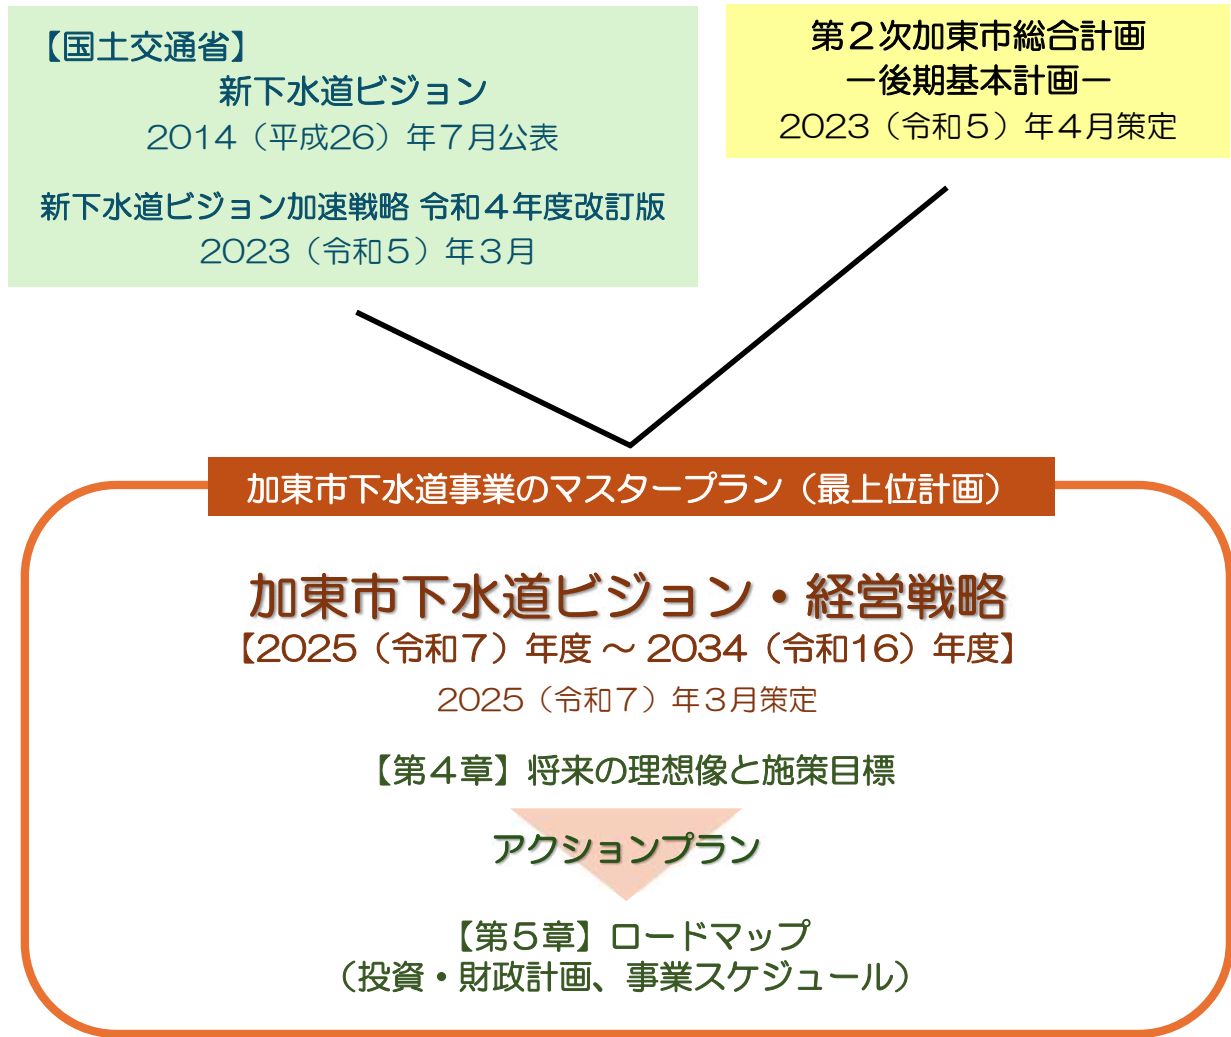 【国土交通省】
新下水道ビジョン
2014（平成26）年７月公表
新下水道ビジョン加速戦略 令和４年度改訂版
2023（令和５）年３月
第２次加東市総合計画
ー後期基本計画ー
2023（令和５）年４月策定
加東市下水道事業のマスタープラン（最上位計画）
加東市下水道ビジョン・経営戦略
【2025（令和７）年度 ～ 2034（令和16）年度】
2025（令和７）年３月策定
【第４章】将来の理想像と施策目標
アクションプラン
【第５章】ロードマップ
（投資・財政計画、事業スケジュール）